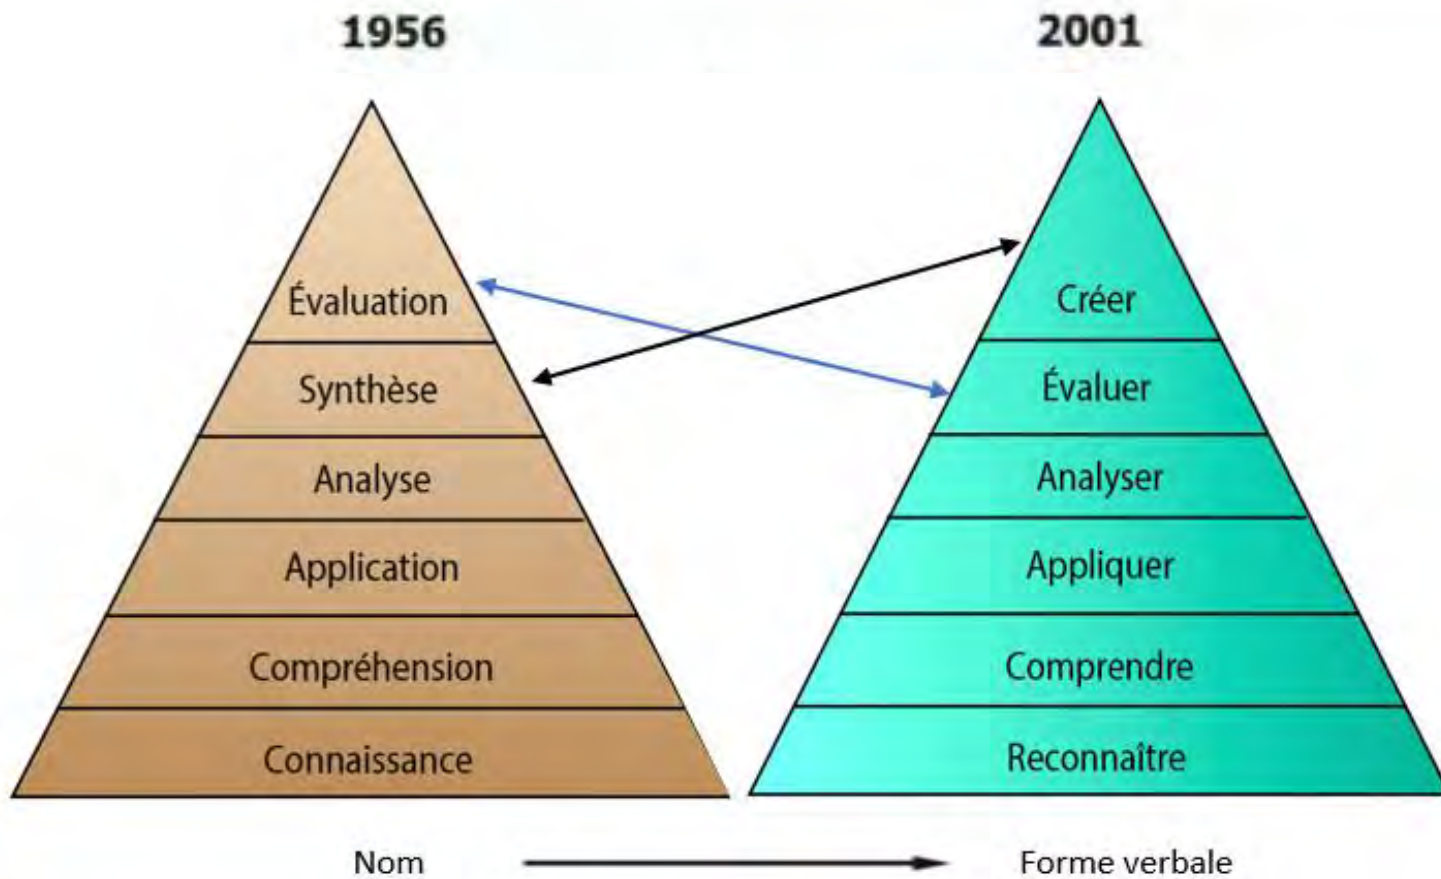 1956
Évaluation
Synthèse
Analyse
Application
Compréhension
Connaissance
Nom
2001
Créer
Évaluer
Analyser
Appliquer
Comprendre
Reconnaître
Forme verbale